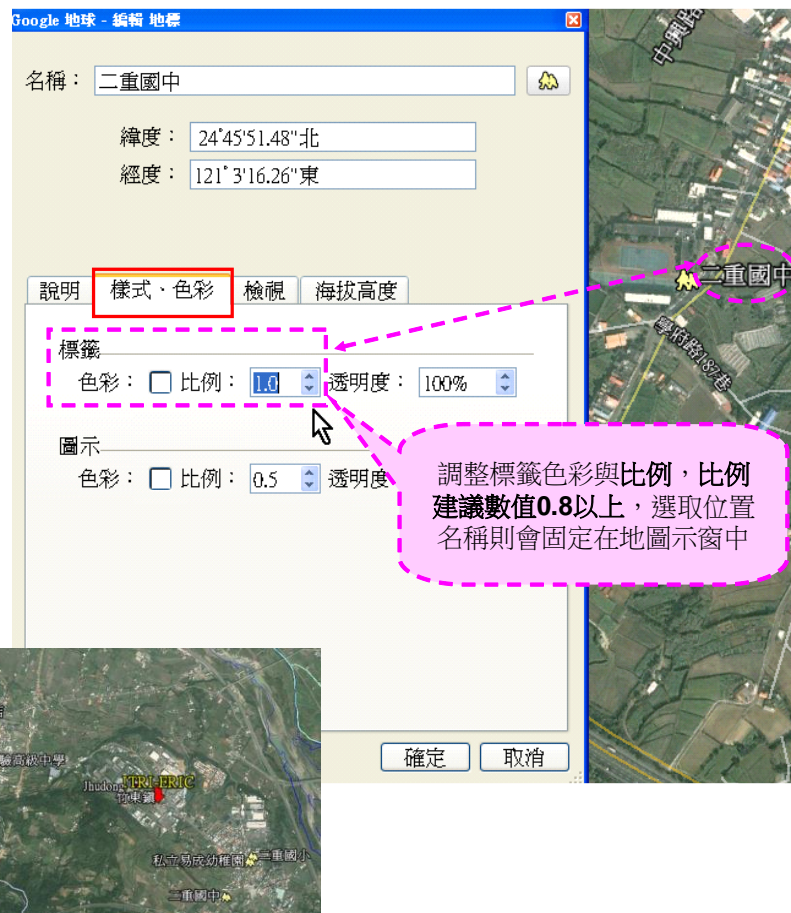 Google 地球 - 編輯 地標
名稱： 二重國中
緯度： 24°45'51.48"北
經度： 121° 3'16.26"東
說明 樣式、色彩 檢視 海拔高度
標籤
色彩： 比例： 1.0 透明度： 100%
圖示
色彩： 比例： 0.5 透明度
調整標籤色彩與比例，比例
建議數值0.8以上，選取位置
名稱則會固定在地圖示窗中
確定 取消
中興路
二重國中
學府路187巷
高級中學
Jhudong ITRI-ERIC
竹東鎮
私立易成幼稚園 二重國小
二重國中